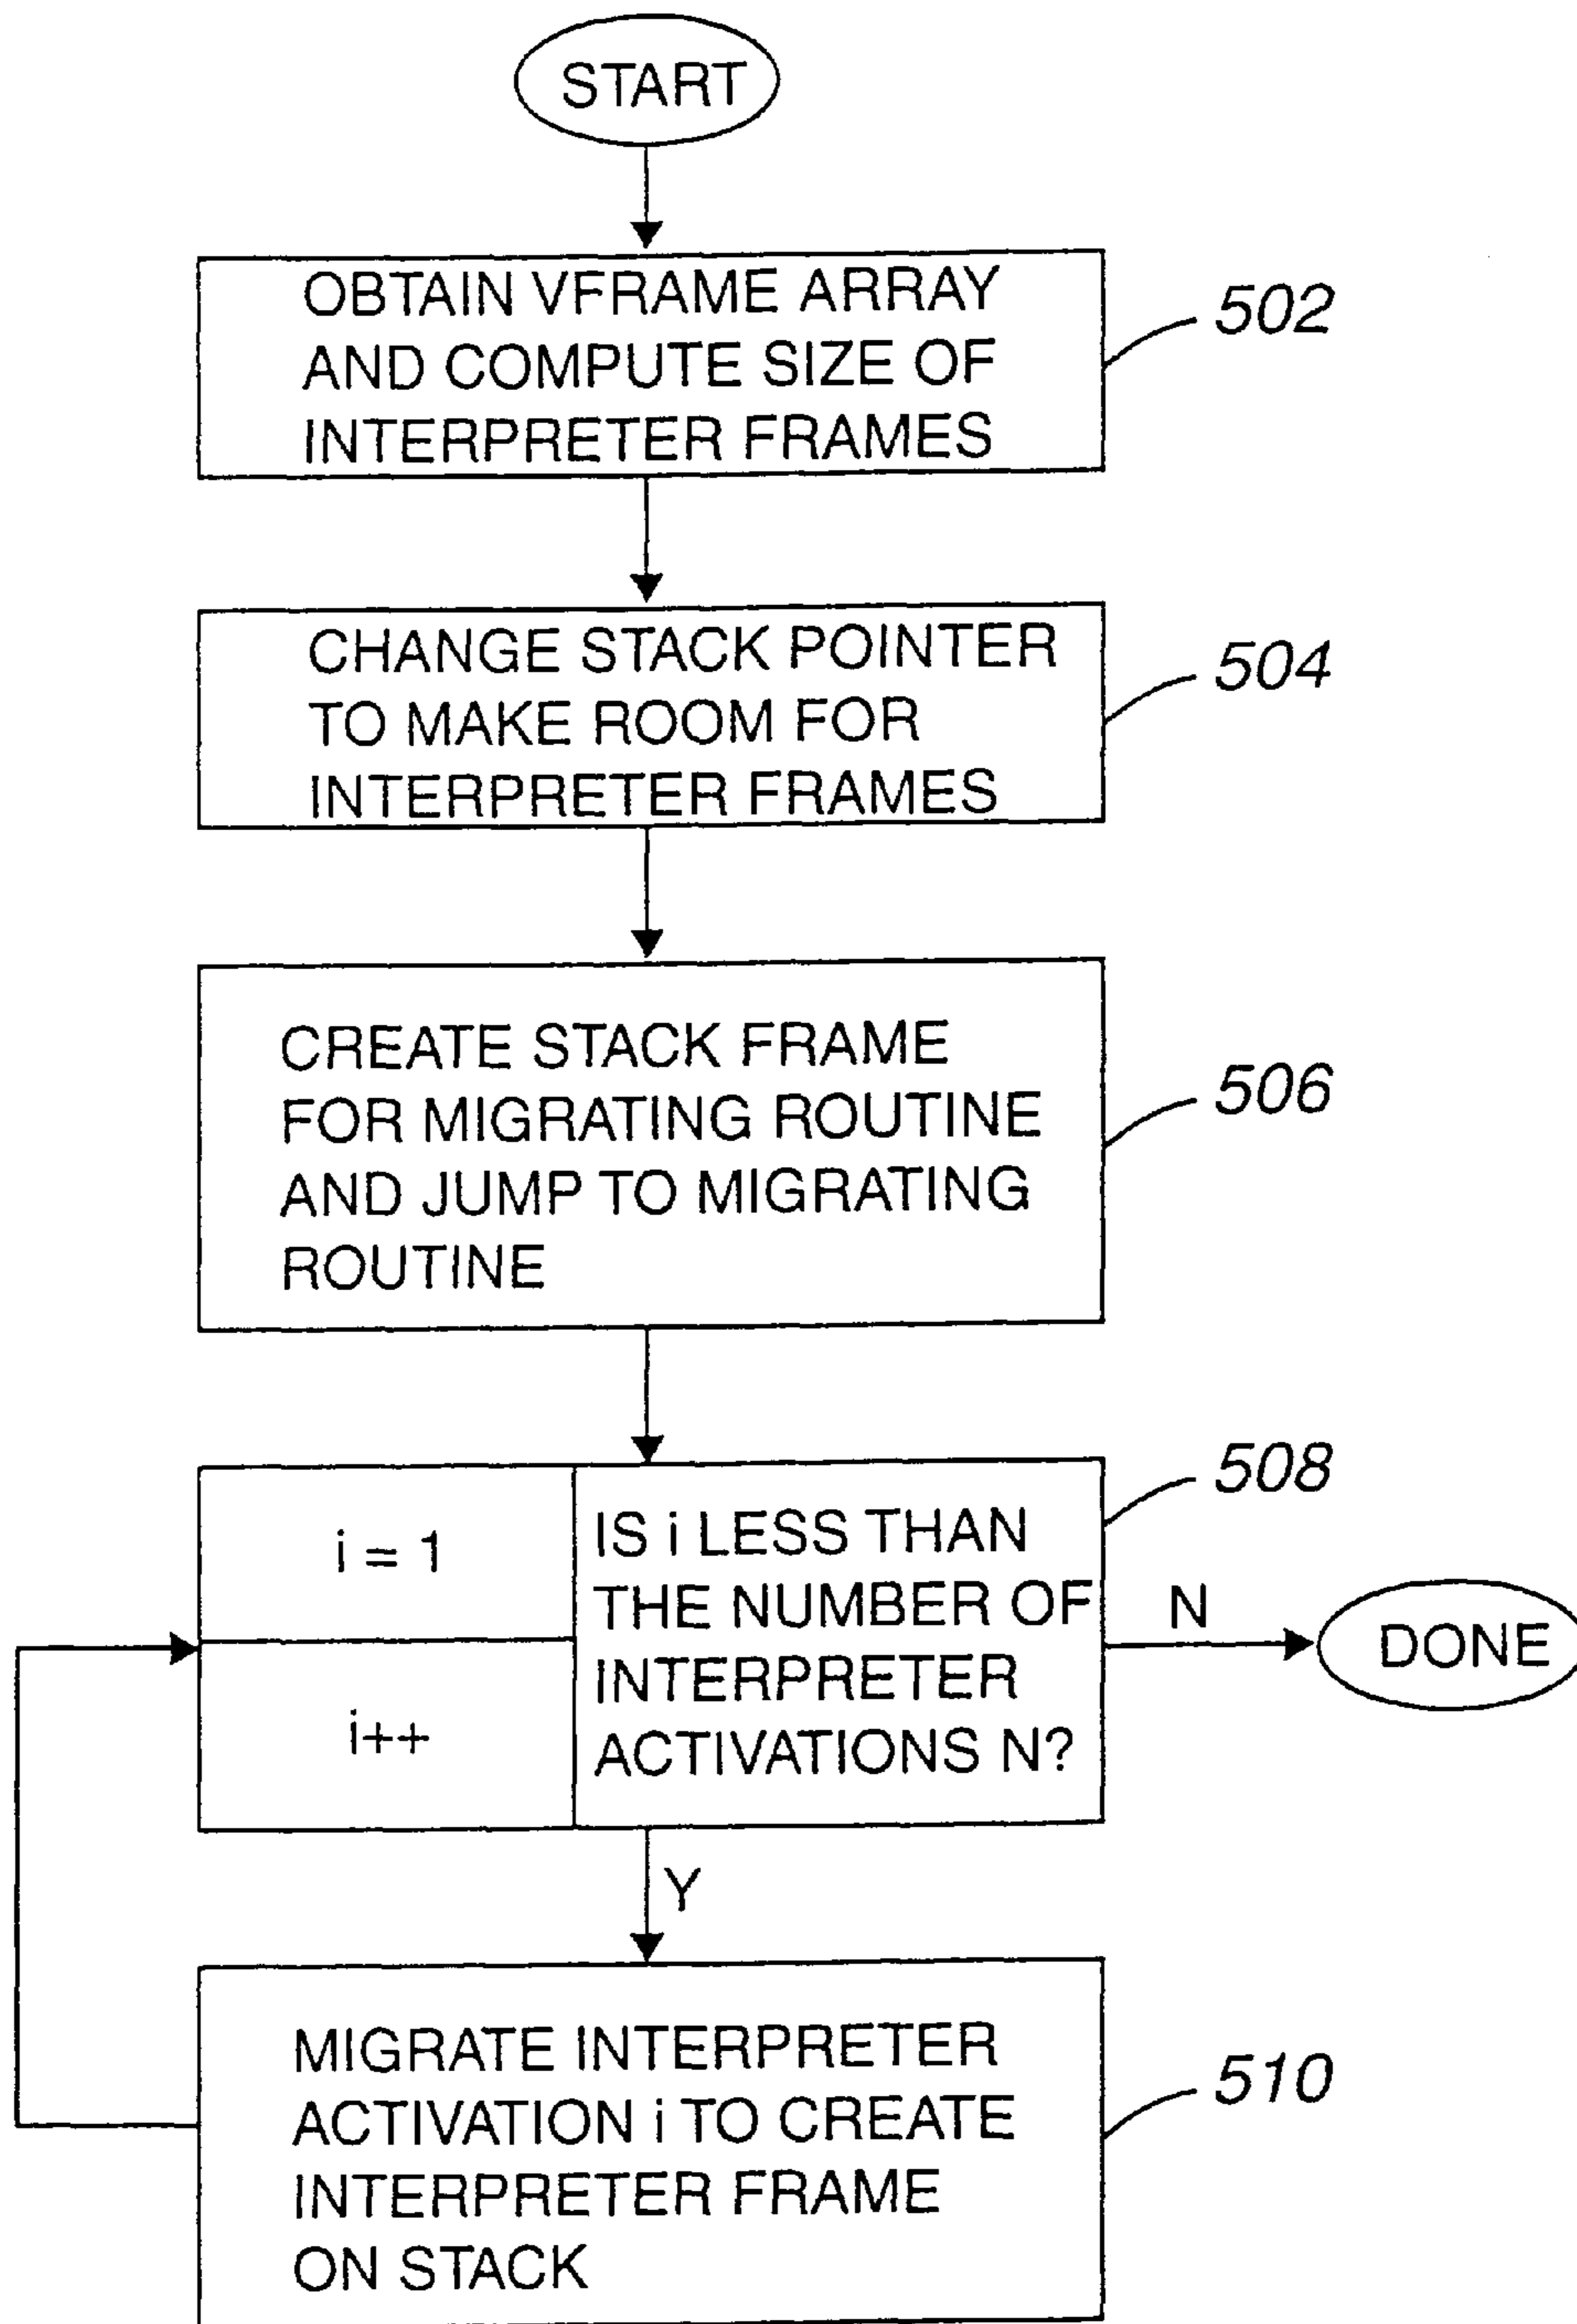 START
OBTAIN VFRAME ARRAY
AND COMPUTE SIZE OF
INTERPRETER FRAMES
502
CHANGE STACK POINTER
TO MAKE ROOM FOR
INTERPRETER FRAMES
504
CREATE STACK FRAME
FOR MIGRATING ROUTINE
AND JUMP TO MIGRATING
ROUTINE
506
i = 1
i++
IS i LESS THAN
THE NUMBER OF
INTERPRETER
ACTIVATIONS N?
508
N
DONE
Y
MIGRATE INTERPRETER
ACTIVATION i TO CREATE
INTERPRETER FRAME
ON STACK
510